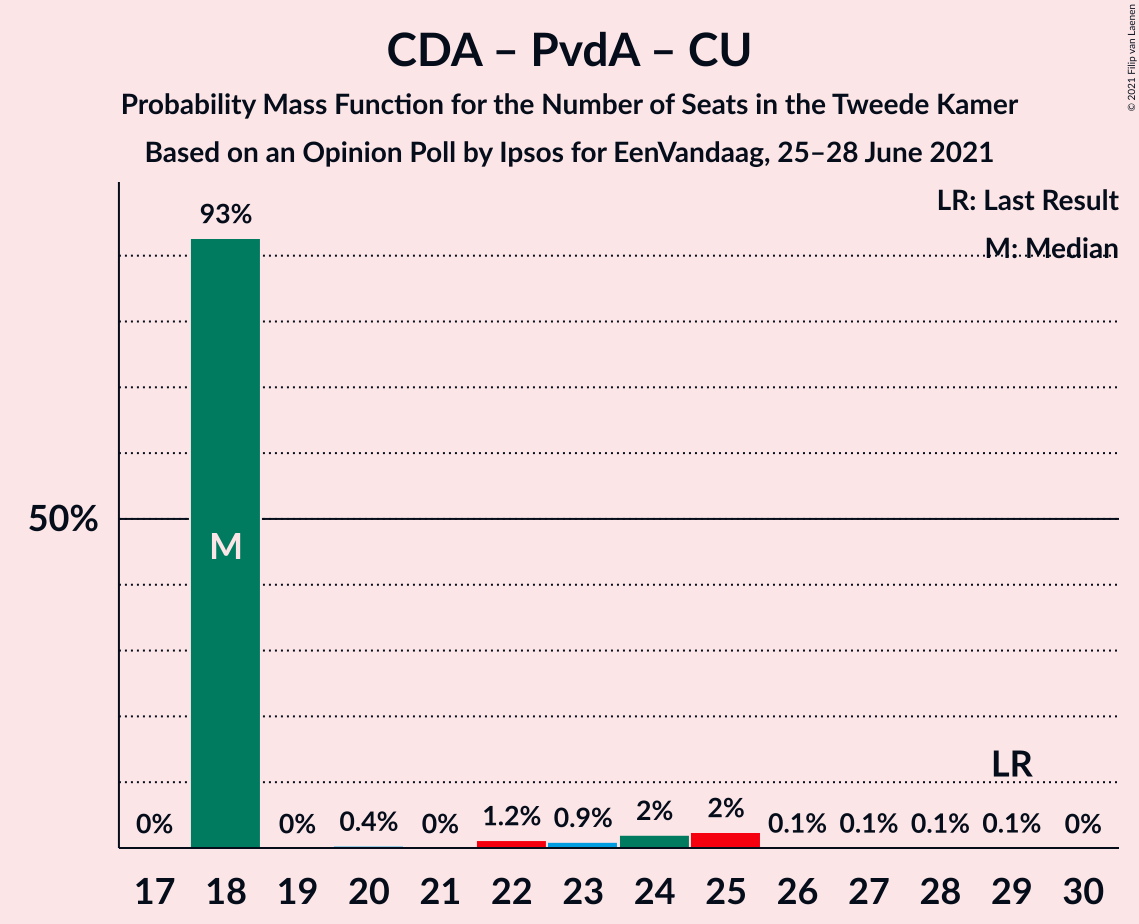 CDA – PvdA – CU
Probability Mass Function for the Number of Seats in the Tweede Kamer
Based on an Opinion Poll by Ipsos for EenVandaag, 25–28 June 2021
© 2021 Filip van Laenen
LR: Last Result
M: Median
93%
50%
M
LR
0% 0% 0.4% 0% 1.2% 0.9% 2% 2% 0.1% 0.1% 0.1% 0.1% 0%
17 18 19 20 21 22 23 24 25 26 27 28 29 30